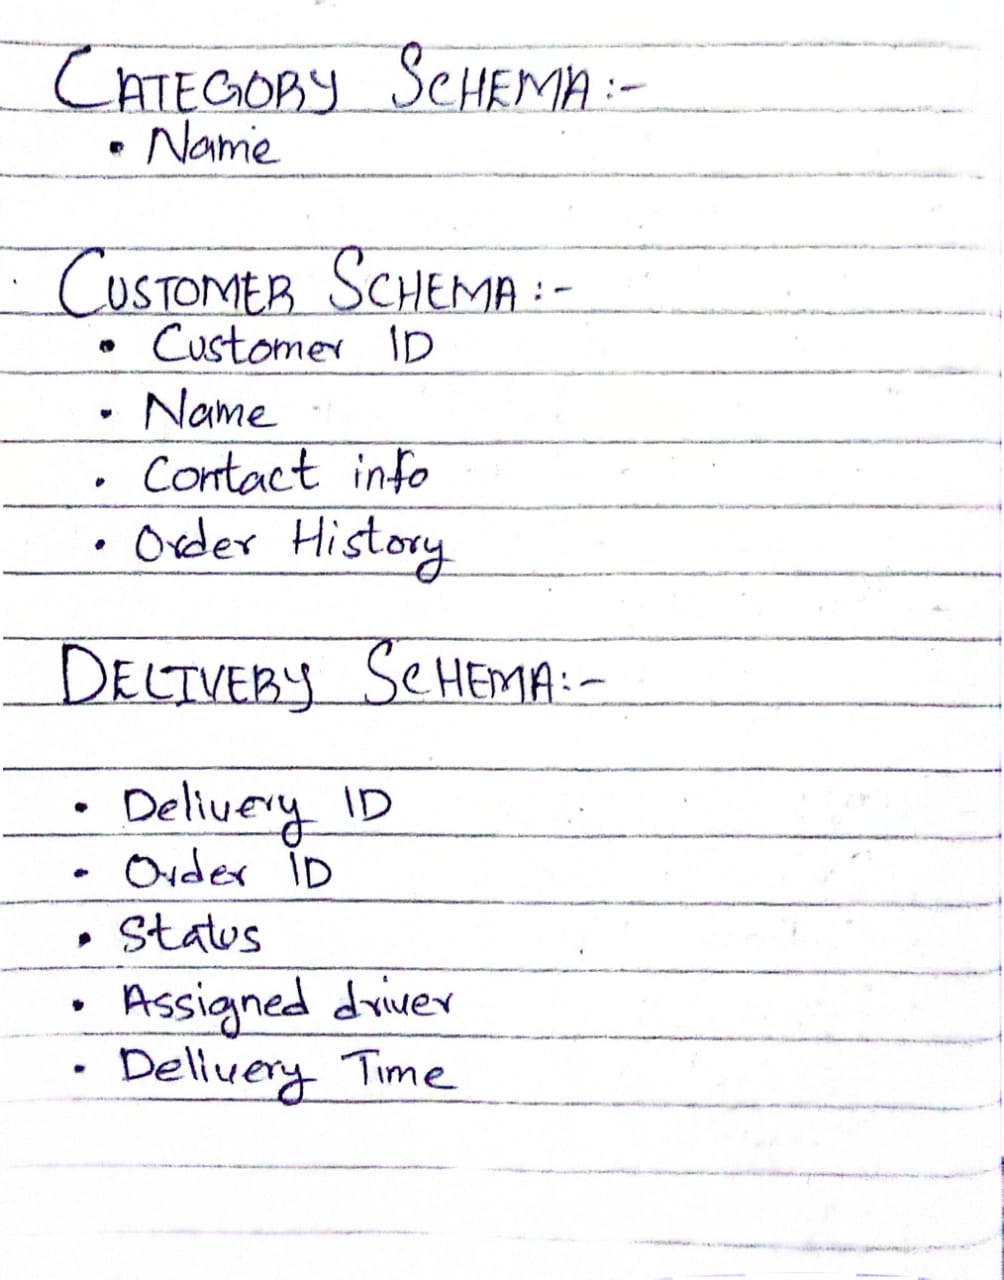 CATEGORY SCHEMA :-
• Name
CUSTOMER SCHEMA :-
• Customer ID
• Name
• Contact info
• Order History
DELIVERY SCHEMA :-
• Delivery ID
• Order ID
• Status
• Assigned driver
• Delivery Time